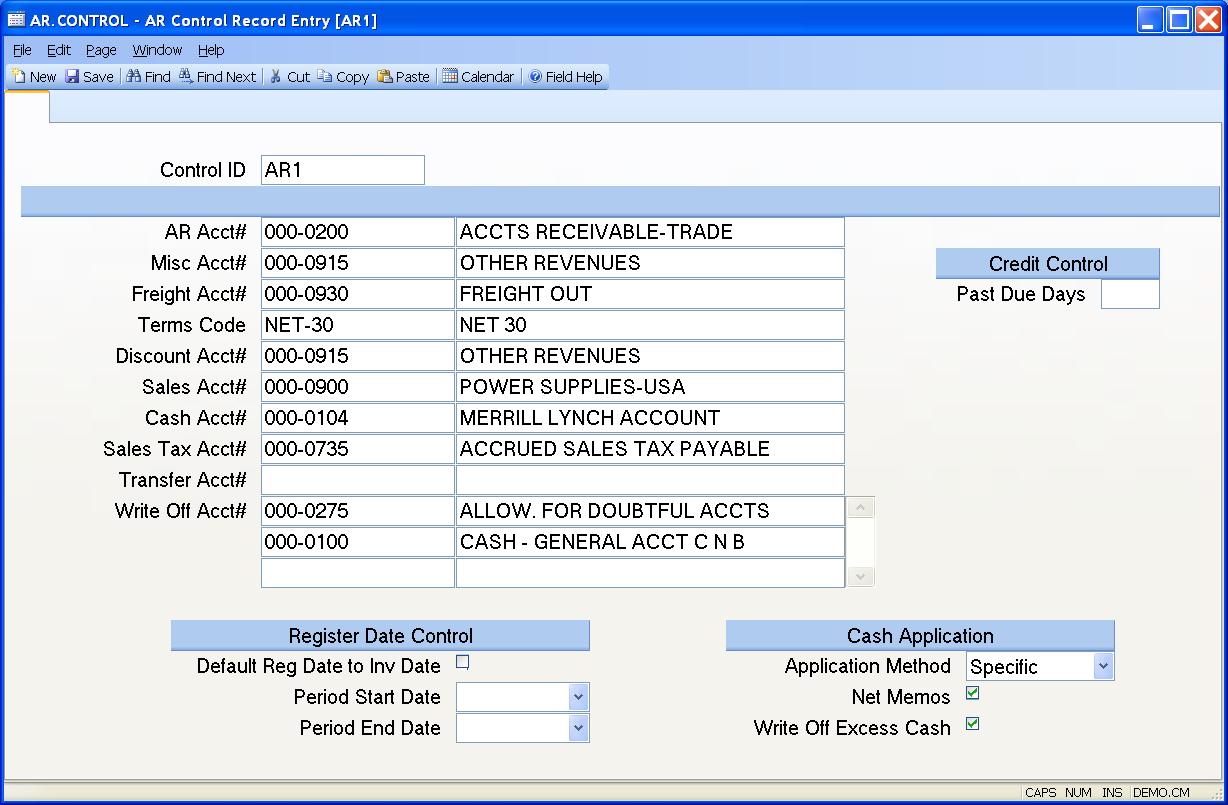 AR.CONTROL - AR Control Record Entry [AR1]
File Edit Page Window Help
New Save Find Find Next Cut Copy Paste Calendar Field Help
Control ID AR1
AR Acct# 000-0200 ACCTS RECEIVABLE-TRADE
Misc Acct# 000-0915 OTHER REVENUES
Credit Control
Freight Acct# 000-0930 FREIGHT OUT
Past Due Days
Terms Code NET-30 NET 30
Discount Acct# 000-0915 OTHER REVENUES
Sales Acct# 000-0900 POWER SUPPLIES-USA
Cash Acct# 000-0104 MERRILL LYNCH ACCOUNT
Sales Tax Acct# 000-0735 ACCRUED SALES TAX PAYABLE
Transfer Acct#
Write Off Acct# 000-0275 ALLOW. FOR DOUBTFUL ACCTS
000-0100 CASH - GENERAL ACCT C N B
Register Date Control
Default Reg Date to Inv Date
Period Start Date
Period End Date
Cash Application
Application Method Specific
Net Memos
Write Off Excess Cash
CAPS NUM INS DEMO.CM